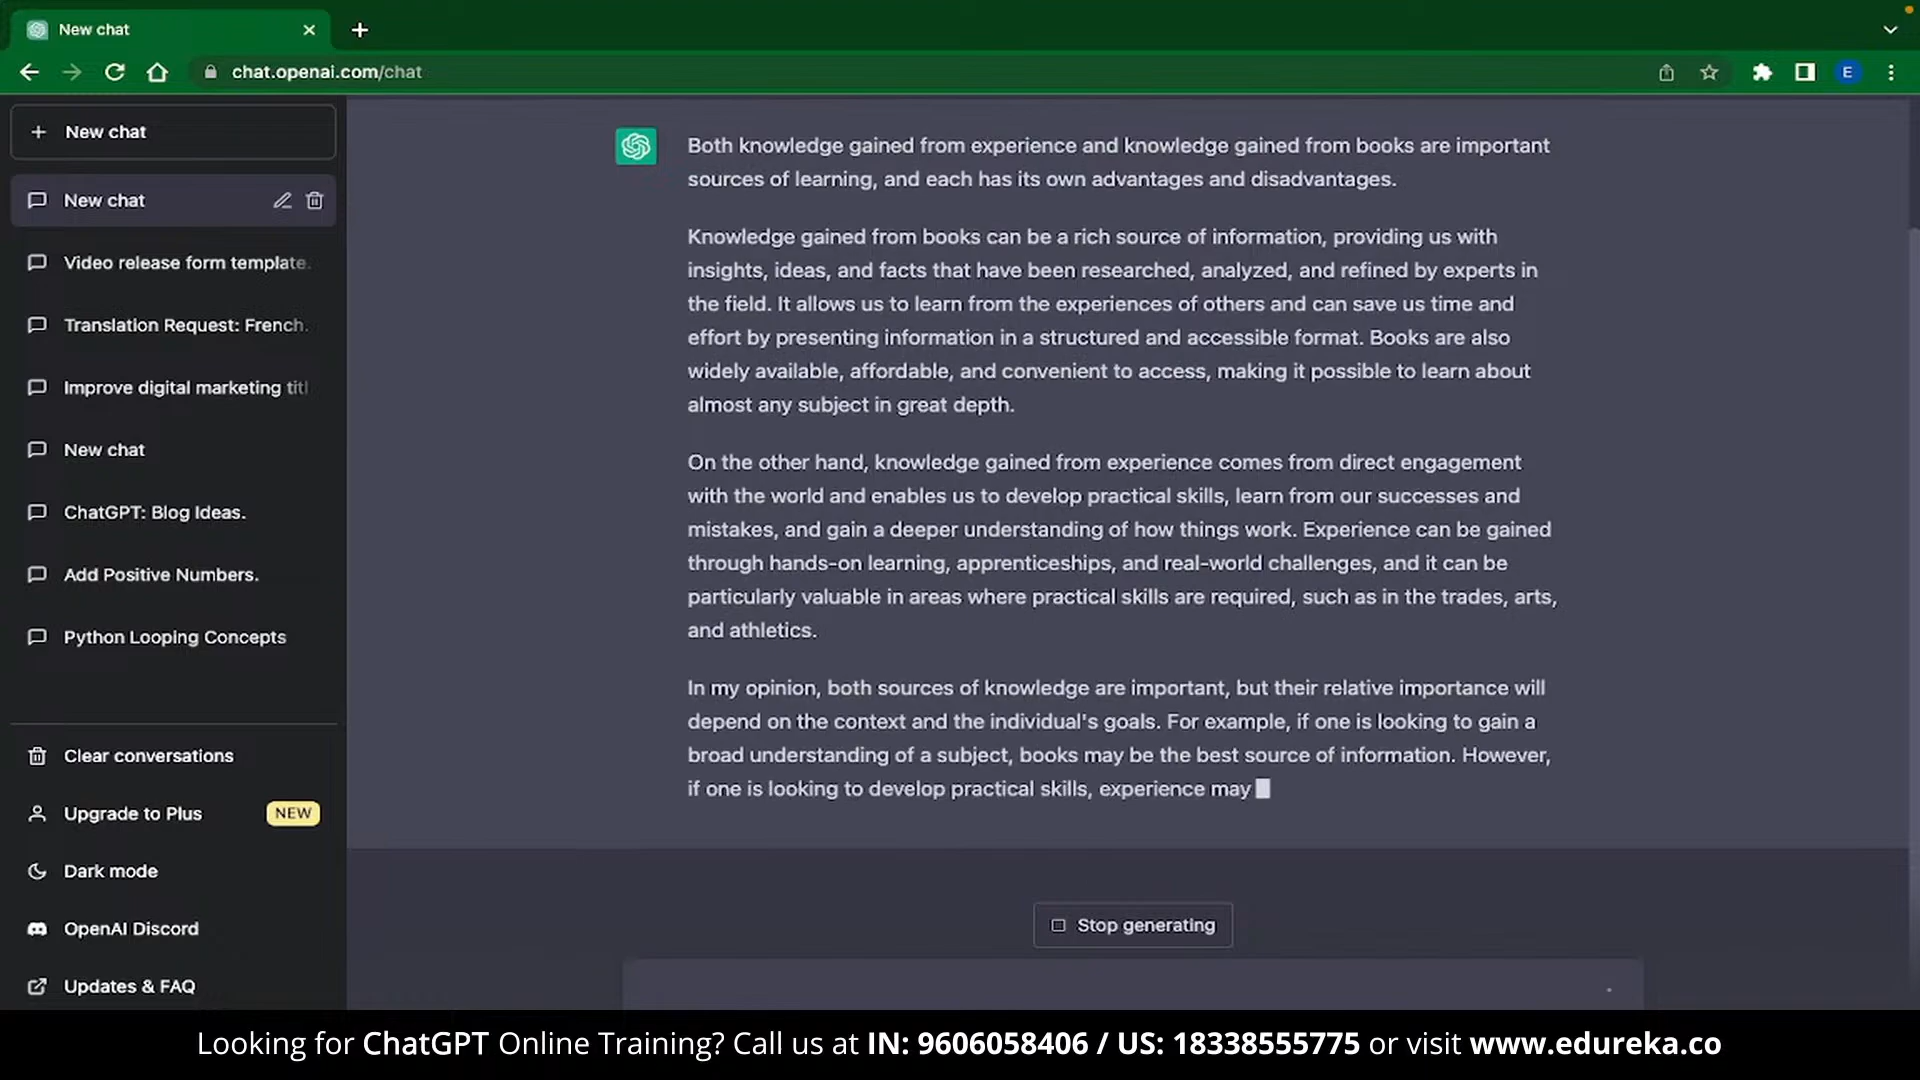 New chat
chat.openai.com/chat
E
New chat
New chat
Video release form template.
Translation Request: French.
Improve digital marketing titl
New chat
ChatGPT: Blog Ideas.
Add Positive Numbers.
Python Looping Concepts
Clear conversations
Upgrade to Plus NEW
Dark mode
OpenAI Discord
Updates & FAQ
Both knowledge gained from experience and knowledge gained from books are important
sources of learning, and each has its own advantages and disadvantages.
Knowledge gained from books can be a rich source of information, providing us with
insights, ideas, and facts that have been researched, analyzed, and refined by experts in
the field. It allows us to learn from the experiences of others and can save us time and
effort by presenting information in a structured and accessible format. Books are also
widely available, affordable, and convenient to access, making it possible to learn about
almost any subject in great depth.
On the other hand, knowledge gained from experience comes from direct engagement
with the world and enables us to develop practical skills, learn from our successes and
mistakes, and gain a deeper understanding of how things work. Experience can be gained
through hands-on learning, apprenticeships, and real-world challenges, and it can be
particularly valuable in areas where practical skills are required, such as in the trades, arts,
and athletics.
In my opinion, both sources of knowledge are important, but their relative importance will
depend on the context and the individual's goals. For example, if one is looking to gain a
broad understanding of a subject, books may be the best source of information. However,
if one is looking to develop practical skills, experience may
Stop generating
Looking for ChatGPT Online Training? Call us at IN: 9606058406 / US: 18338555775 or visit www.edureka.co